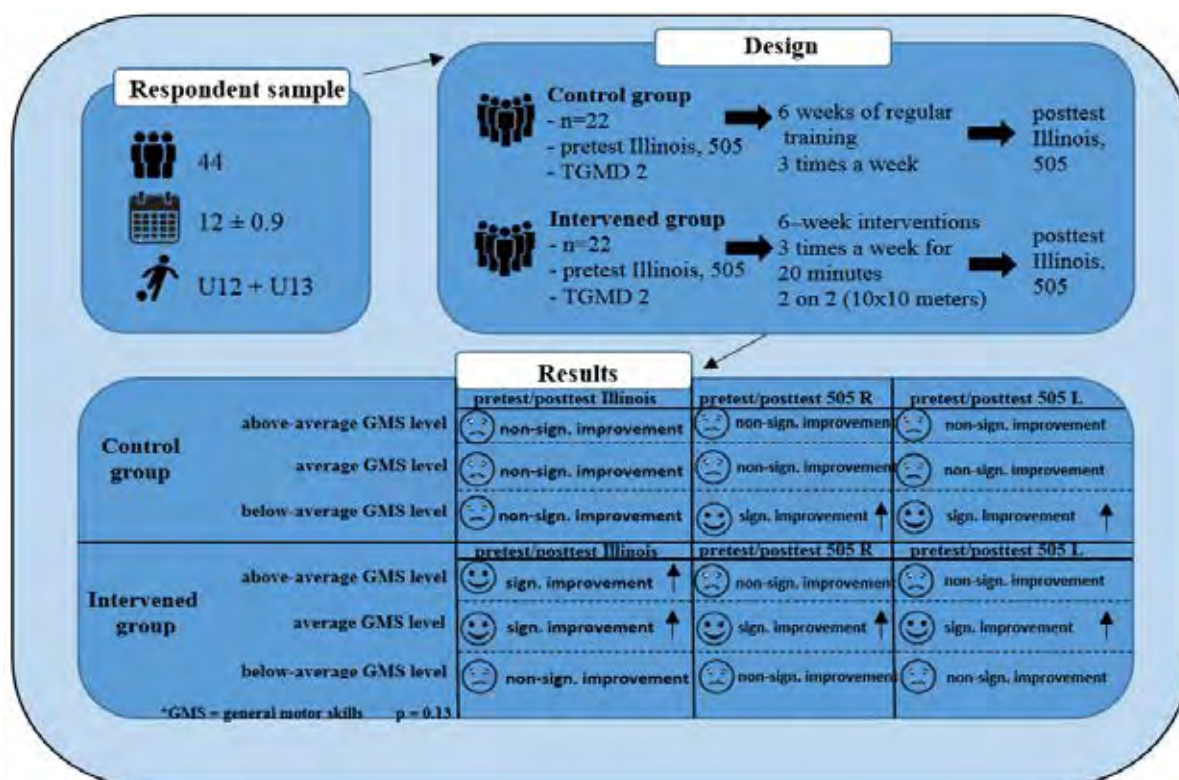 Respondent sample
44
12 ± 0.9
U12 + U13
Design
Control group
- n=22
- pretest Illinois, 505
- TGMD 2
6 weeks of regular
training
3 times a week
posttest
Illinois,
505
Intervened group
- n=22
- pretest Illinois, 505
- TGMD 2
6–week interventions
3 times a week for
20 minutes
2 on 2 (10x10 meters)
posttest
Illinois,
505
Results
pretest/posttest Illinois pretest/posttest 505 R pretest/posttest 505 L
Control
group
above-average GMS level non-sign. improvement non-sign. improvement non-sign. improvement
average GMS level non-sign. improvement non-sign. improvement non-sign. improvement
below-average GMS level non-sign. improvement sign. improvement sign. improvement
pretest/posttest Illinois pretest/posttest 505 R pretest/posttest 505 L
Intervened
group
above-average GMS level sign. improvement non-sign. improvement non-sign. improvement
average GMS level sign. improvement sign. improvement sign. improvement
below-average GMS level non-sign. improvement non-sign. improvement non-sign. improvement
*GMS = general motor skills p = 0.13